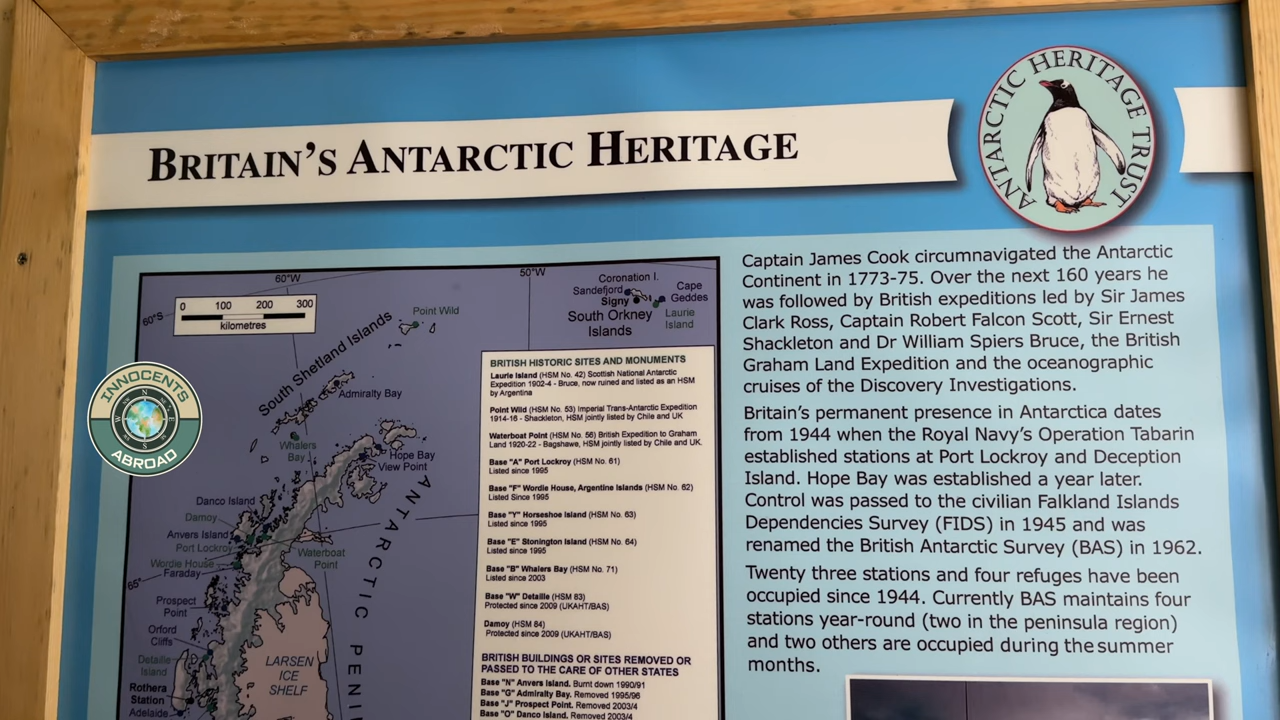 BRITAIN'S ANTARCTIC HERITAGE
ANTARCTIC HERITAGE TRUST
60°W
50°W
0 100 200 300
kilometres
60°S
Point Wild
South Shetland Islands
Admiralty Bay
Coronation I.
Sandefjord
Signy
Cape
Geddes
South Orkney
Islands
Laurie
Island
Whalers
Bay
Hope Bay
View Point
Danco Island
Damoy
Anvers Island
Port Lockroy
Wordie House
Faraday
Waterboat
Point
65°
Prospect
Point
Orford
Cliffs
Detaille
Island
Rothera
Station
Adelaide
LARSEN
ICE
SHELF
ANTARCTIC PENIN
BRITISH HISTORIC SITES AND MONUMENTS
Laurie Island (HSM No. 42) Scottish National Antarctic
Expedition 1902-4 - Bruce, now ruined and listed as an HSM
by Argentina
Point Wild (HSM No. 53) Imperial Trans-Antarctic Expedition
1914-16 - Shackleton, HSM jointly listed by Chile and UK
Waterboat Point (HSM No. 56) British Expedition to Graham
Land 1920-22 - Bagshawe, HSM jointly listed by Chile and UK.
Base "A" Port Lockroy (HSM No. 61)
Listed since 1995
Base "F" Wordie House, Argentine Islands (HSM No. 62)
Listed Since 1995
Base "Y" Horseshoe Island (HSM No. 63)
Listed since 1995
Base "E" Stonington Island (HSM No. 64)
Listed since 1995
Base "B" Whalers Bay (HSM No. 71)
Listed since 2003
Base "W" Detaille (HSM 83)
Protected since 2009 (UKAHT/BAS)
Damoy (HSM 84)
Protected since 2009 (UKAHT/BAS)
BRITISH BUILDINGS OR SITES REMOVED OR
PASSED TO THE CARE OF OTHER STATES
Base "N" Anvers Island. Burnt down 1990/91
Base "G" Admiralty Bay. Removed 1995/96
Base "J" Prospect Point. Removed 2003/4
Base "O" Danco Island. Removed 2003/4
Captain James Cook circumnavigated the Antarctic
Continent in 1773-75. Over the next 160 years he
was followed by British expeditions led by Sir James
Clark Ross, Captain Robert Falcon Scott, Sir Ernest
Shackleton and Dr William Spiers Bruce, the British
Graham Land Expedition and the oceanographic
cruises of the Discovery Investigations.
Britain's permanent presence in Antarctica dates
from 1944 when the Royal Navy's Operation Tabarin
established stations at Port Lockroy and Deception
Island. Hope Bay was established a year later.
Control was passed to the civilian Falkland Islands
Dependencies Survey (FIDS) in 1945 and was
renamed the British Antarctic Survey (BAS) in 1962.
Twenty three stations and four refuges have been
occupied since 1944. Currently BAS maintains four
stations year-round (two in the peninsula region)
and two others are occupied during the summer
months.
INNOCENTS
ABROAD